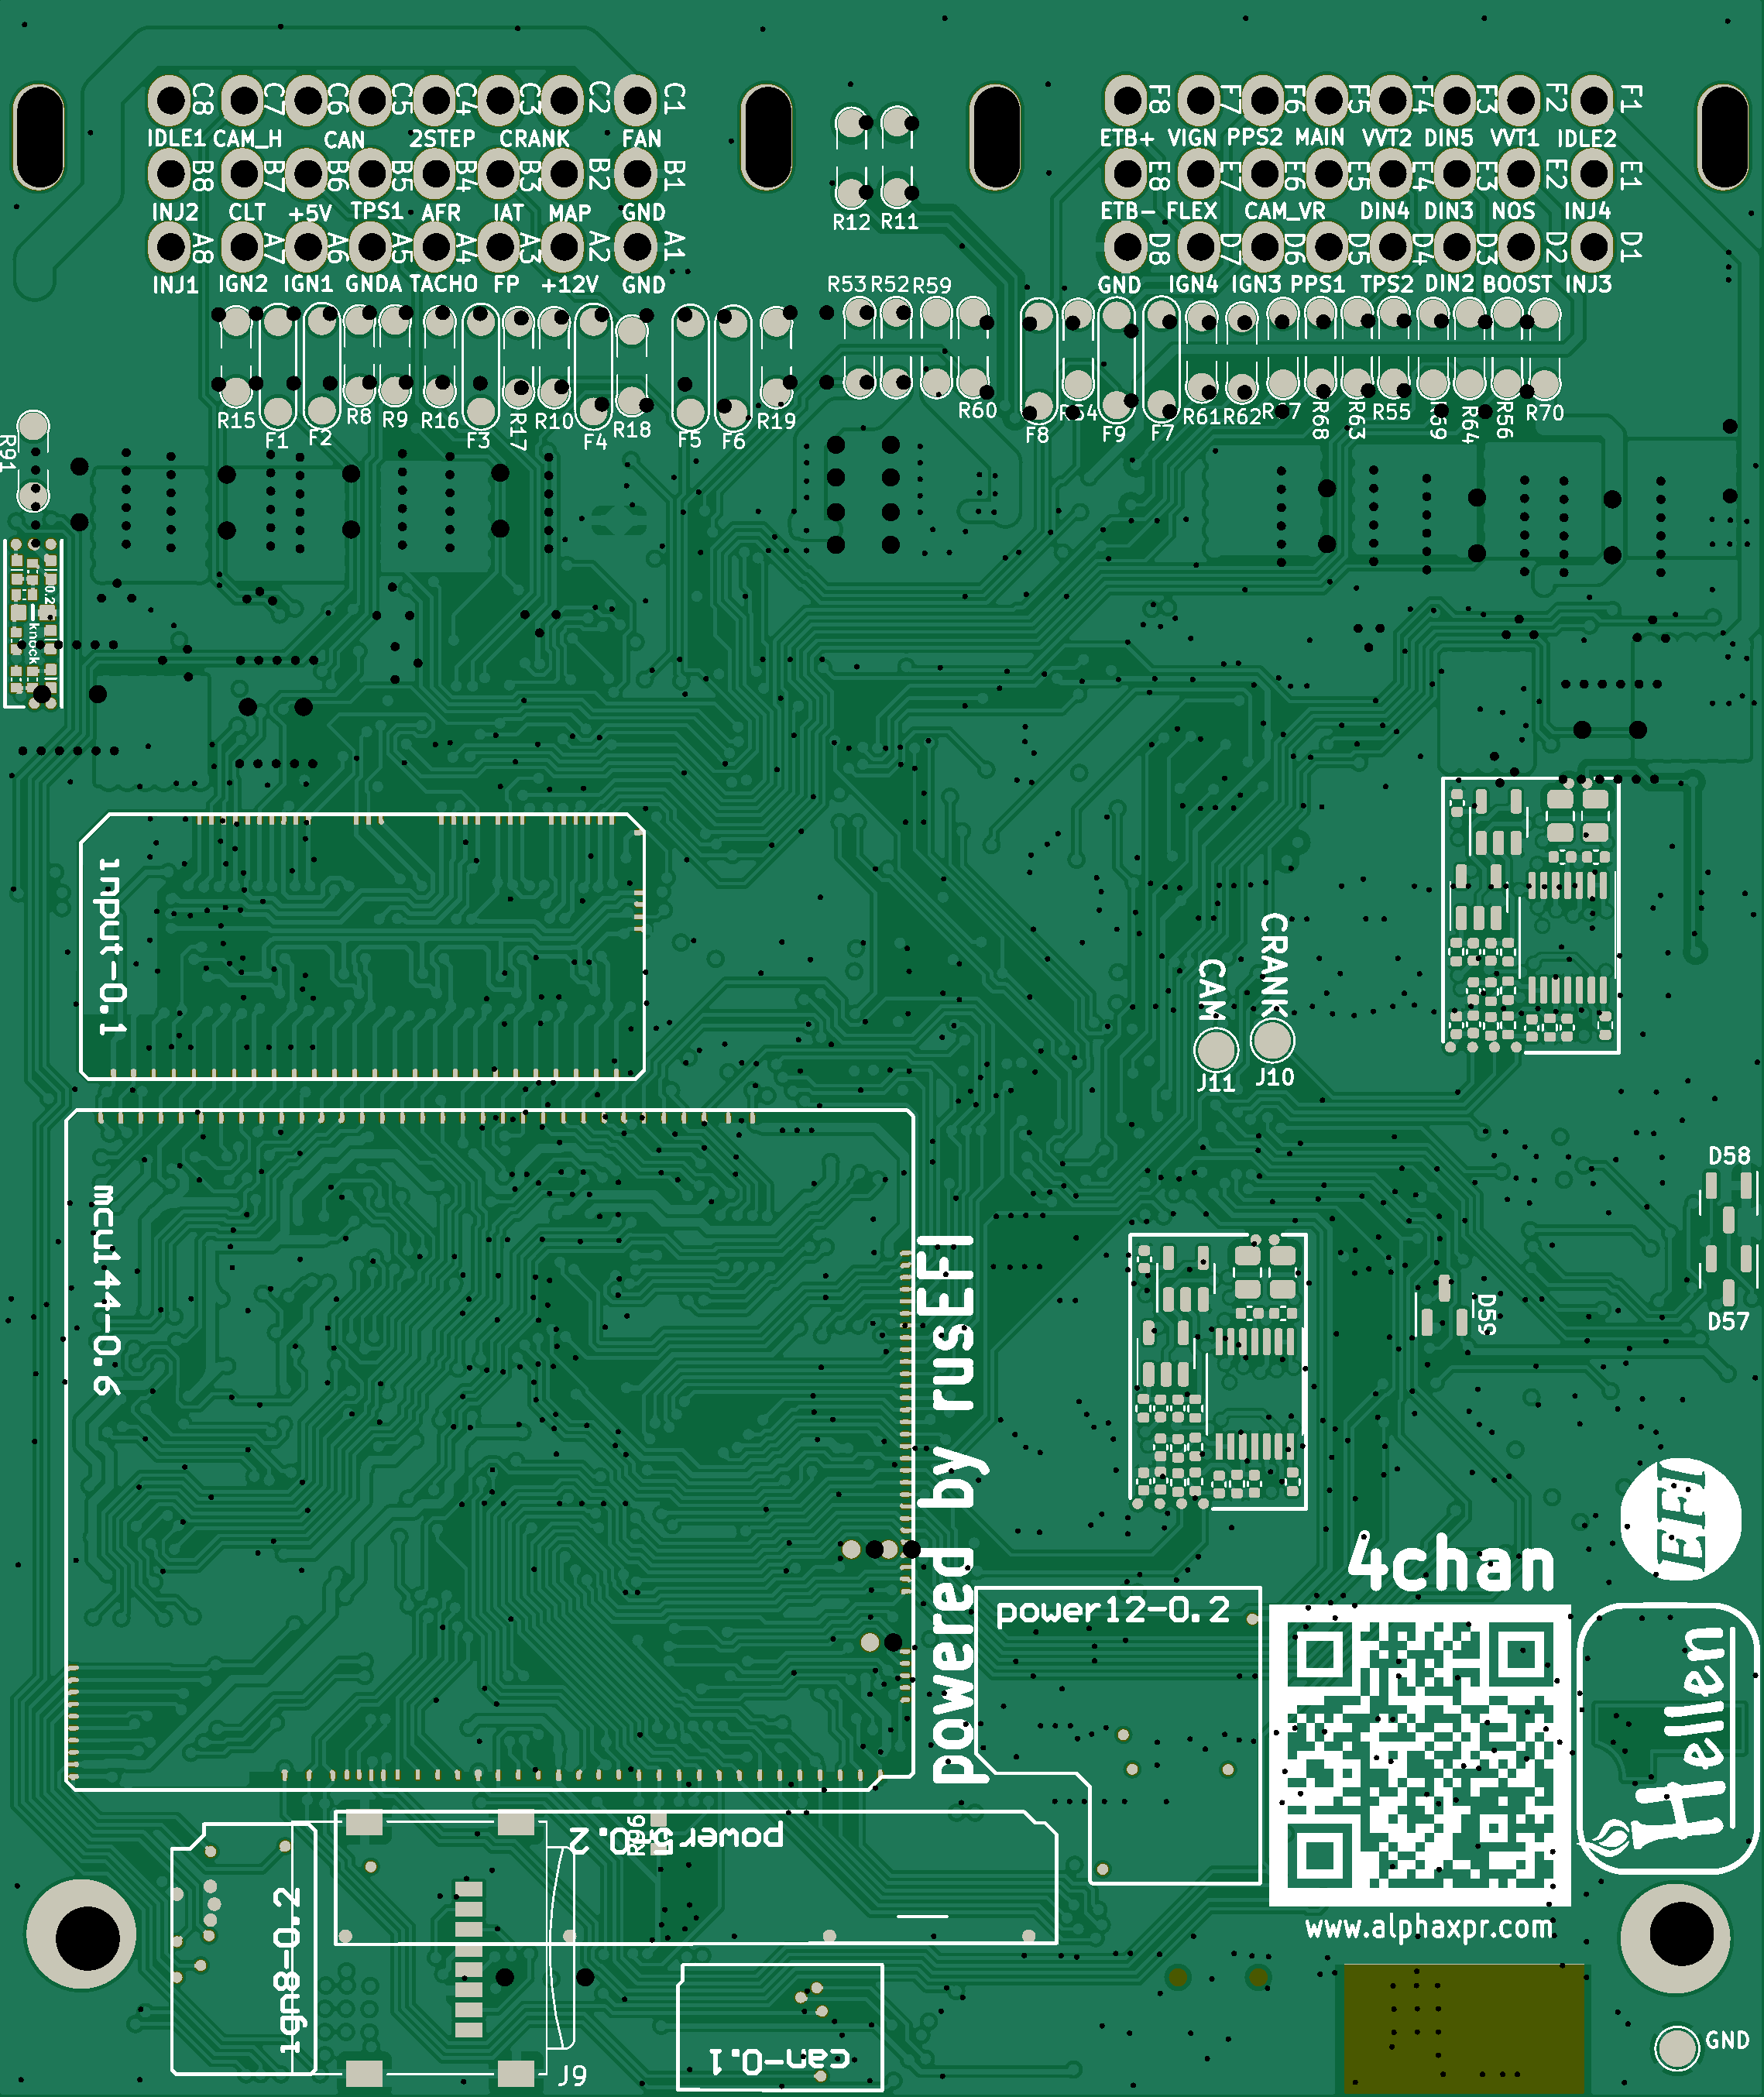 C8 C7 C6 C5 C4 C3 C2 C1
IDLE1 CAM_H CAN 2STEP CRANK FAN
B8 B7 B6 B5 B4 B3 B2 B1
INJ2 CLT +5V TPS1 AFR IAT MAP GND
A8 A7 A6 A5 A4 A3 A2 A1
INJ1 IGN2 IGN1 GNDA TACHO FP +12V GND
F8 F7 F6 F5 F4 F3 F2 F1
ETB+ VIGN PPS2 MAIN VVT2 DIN5 VVT1 IDLE2
E8 E7 E6 E5 E4 E3 E2 E1
ETB- FLEX CAM_VR DIN4 DIN3 NOS INJ4
D8 D7 D6 D5 D4 D3 D2 D1
GND IGN4 IGN3 PPS1 TPS2 DIN2 BOOST INJ3
R12 R11
R53 R52 R59
R15 F1 F2 R8 R9 R16 F3 R17 R10 F4 R18 F5 F6 R19
R60 F8 F9 F7 R61 R62 R68 R63 R55 R64 R56 R70
R91
0.2
knock
input-0.1
CAM
CRANK
J11
J10
mcu144-0.6
powered by rusEFI
D58
D57
D59
EFI
4chan
power12-0.2
Hellen
power5-0.2
R96
ign8-0.2
www.alphaxpr.com
can-0.1
J9
GND